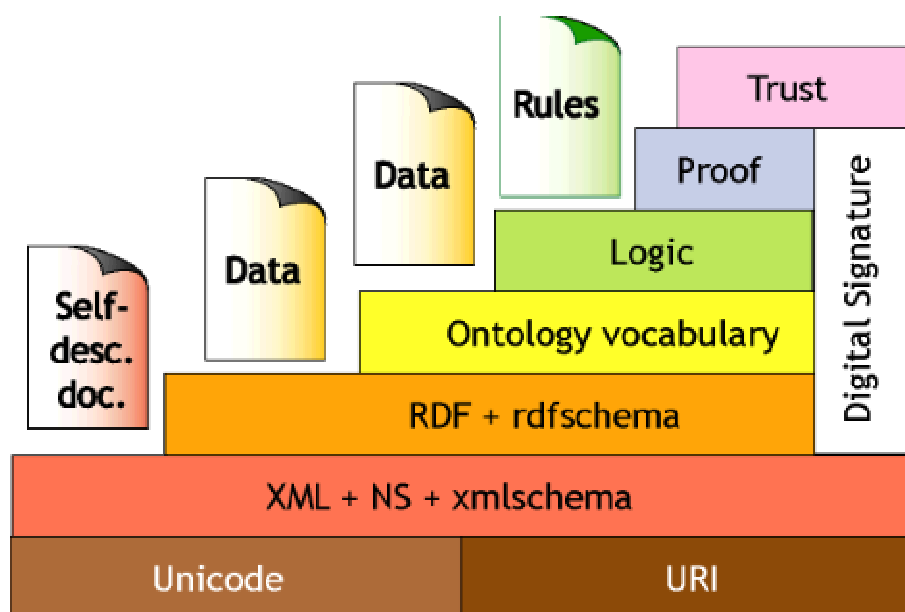 Rules
Trust
Data
Proof
Data
Logic
Self-
desc.
doc.
Ontology vocabulary
Digital Signature
RDF + rdfschema
XML + NS + xmlschema
Unicode
URI